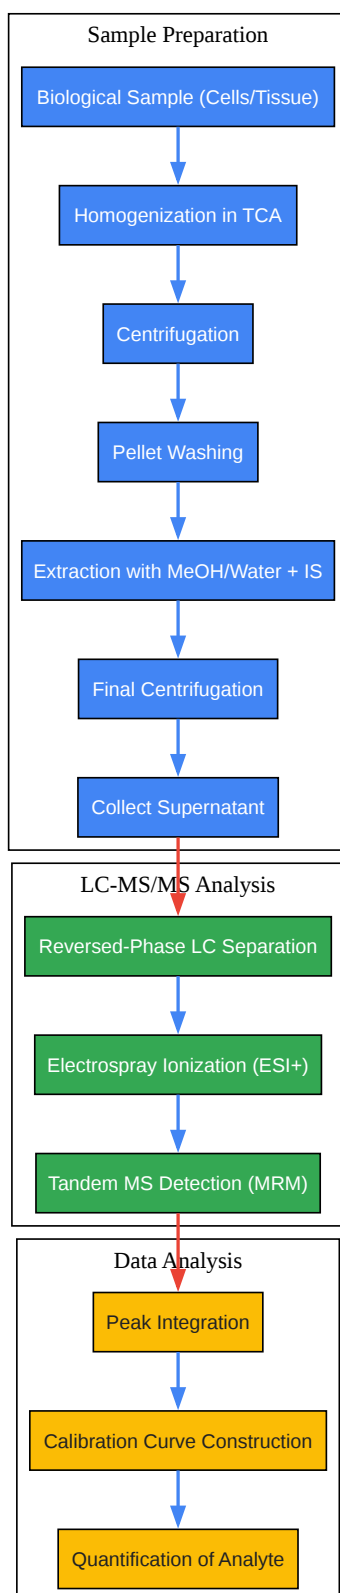 Sample Preparation
Biological Sample (Cells/Tissue)
Homogenization in TCA
Centrifugation
Pellet Washing
Extraction with MeOH/Water + IS
Final Centrifugation
Collect Supernatant
LC-MS/MS Analysis
Reversed-Phase LC Separation
Electrospray Ionization (ESI+)
Tandem MS Detection (MRM)
Data Analysis
Peak Integration
Calibration Curve Construction
Quantification of Analyte